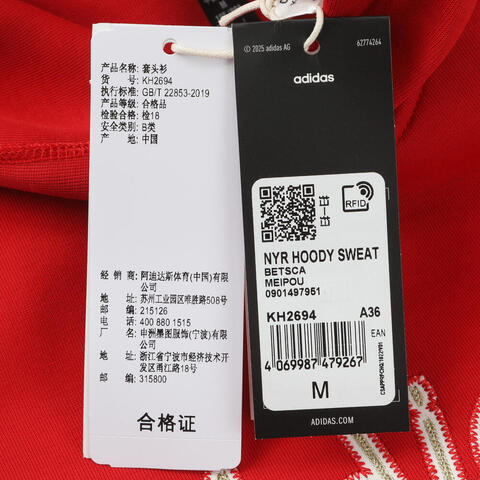 产品名称: 套头衫
货 号: KH2694
执行标准: GB/T 22853-2019
产品等级: 合格品
检验合格: 检18
安全类别: B类
产 地: 中国
经 销 商: 阿迪达斯体育(中国)有限公司
地 址: 苏州工业园区唯胜路508号
邮 编: 215126
电 话: 400 880 1515
厂 名: 申洲墨图服饰(宁波)有限公司
地 址: 浙江省宁波市经济技术开发区甬江路18号
邮 编: 315800
合格证
© 2025 adidas AG
62774264
adidas
RFID
NYR HOODY SWEAT
BETSCA
MEIPOU
0901497951
KH2694 A36
EAN
4 069987 479267
M
ADIDAS.COM